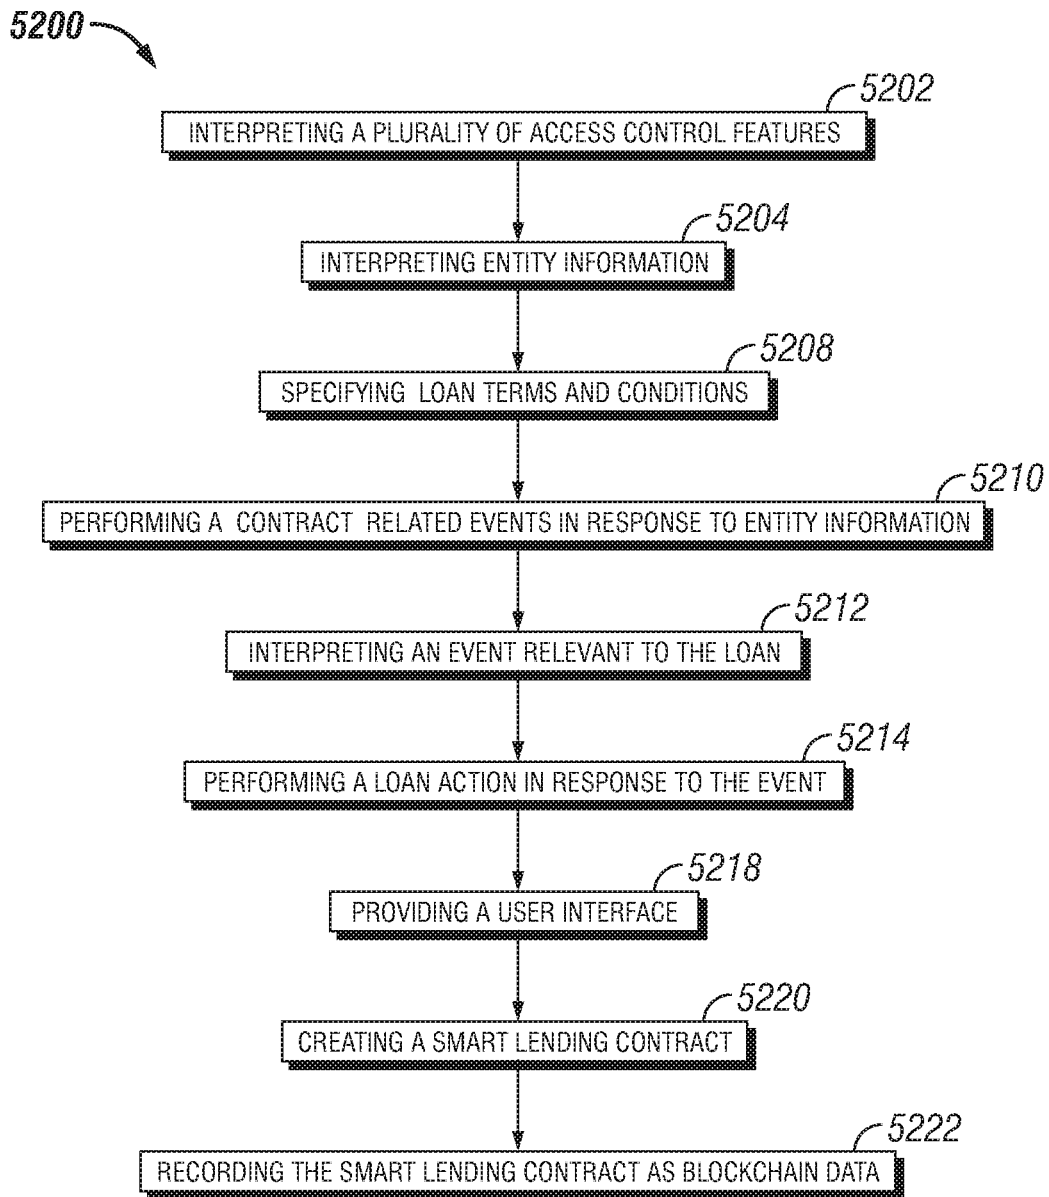 5200
5202
INTERPRETING A PLURALITY OF ACCESS CONTROL FEATURES
5204
INTERPRETING ENTITY INFORMATION
5208
SPECIFYING LOAN TERMS AND CONDITIONS
5210
PERFORMING A CONTRACT RELATED EVENTS IN RESPONSE TO ENTITY INFORMATION
5212
INTERPRETING AN EVENT RELEVANT TO THE LOAN
5214
PERFORMING A LOAN ACTION IN RESPONSE TO THE EVENT
5218
PROVIDING A USER INTERFACE
5220
CREATING A SMART LENDING CONTRACT
5222
RECORDING THE SMART LENDING CONTRACT AS BLOCKCHAIN DATA